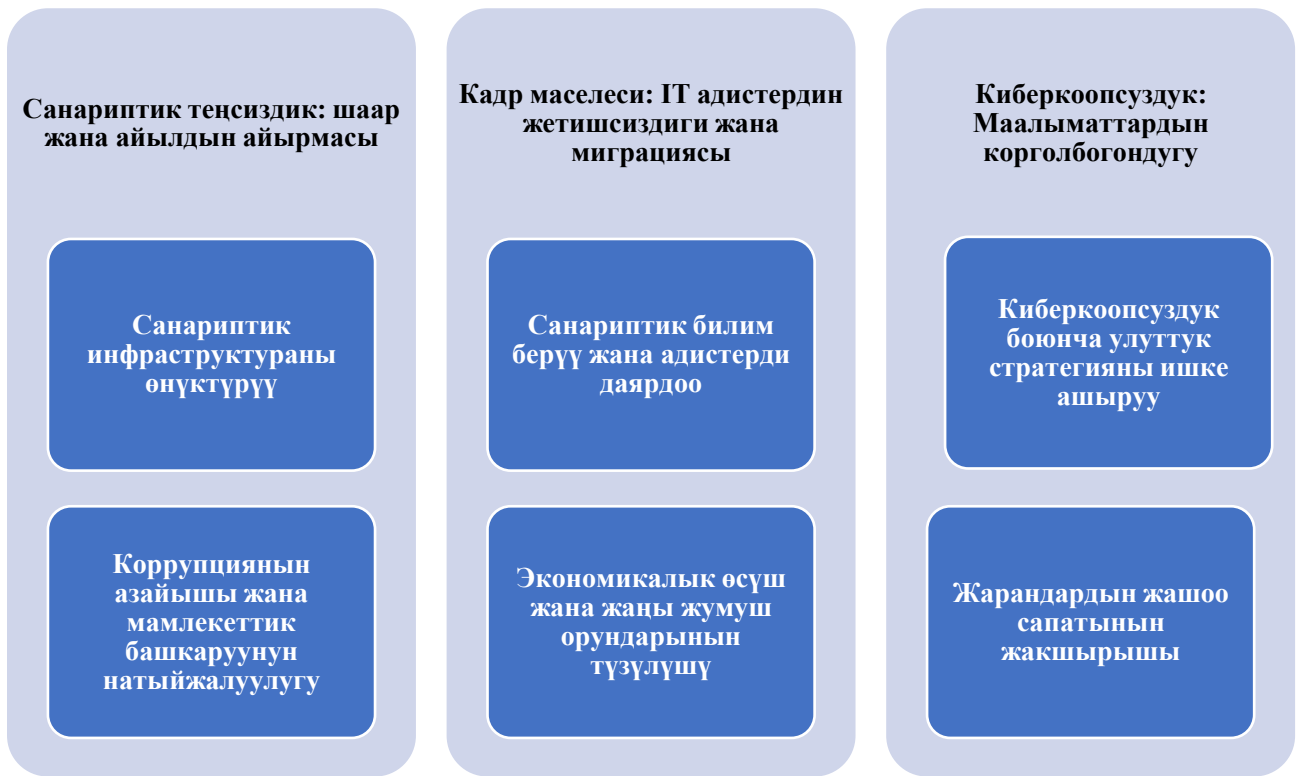 Санариптик теңсиздик: шаар
жана айылдын айырмасы
Санариптик
инфраструктураны
өнүктүрүү
Коррупциянын
азайышы жана
мамлекеттик
башкаруунун
натыйжалуулугу
Кадр маселеси: IT адистердин
жетишсиздиги жана
миграциясы
Санариптик билим
берүү жана адистерди
даярдоо
Экономикалык өсүш
жана жаңы жумуш
орундарынын
түзүлүшү
Киберкоопсуздук:
Маалыматтардын
корголбогондугу
Киберкоопсуздук
боюнча улуттук
стратегияны ишке
ашыруу
Жарандардын жашоо
сапатынын
жакшырышы